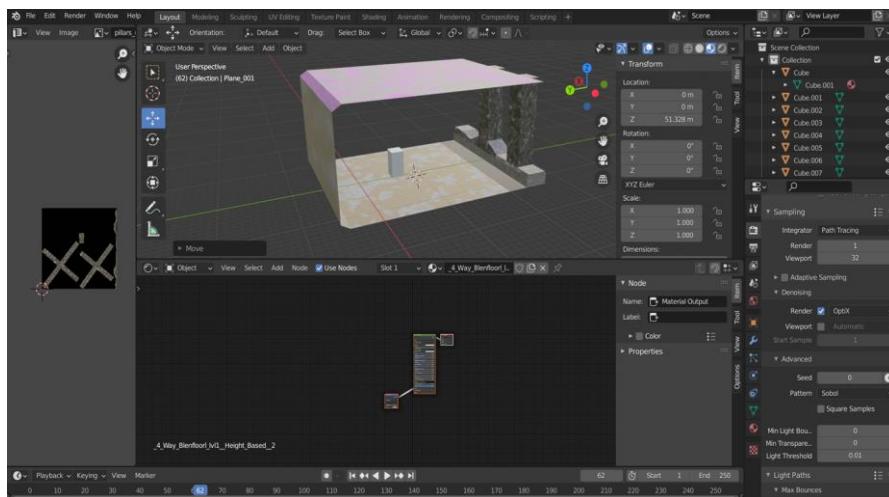 File Edit Render Window Help Layout Modeling Sculpting UV Editing Texture Paint Shading Animation Rendering Compositing Scripting + Scene View Layer
View Image pillars_ Orientation: Default Drag: Select Box Global Options
Object Mode View Select Add Object
User Perspective
(62) Collection | Plane_001
Move
Transform
Location:
X 0 m
Y 0 m
Z 51.328 m
Rotation:
X 0°
Y 0°
Z 0°
XYZ Euler
Scale:
X 1.000
Y 1.000
Z 1.000
Dimensions:
Item
Tool
View
Scene Collection
Collection
Cube
Cube.001
Cube.001
Cube.002
Cube.003
Cube.004
Cube.005
Cube.006
Cube.007
Sampling
Integrator Path Tracing
Render 1
Viewport 32
Adaptive Sampling
Denoising
Render OptiX
Viewport Automatic
Start Sample 1
Advanced
Seed 0
Pattern Sobol
Square Samples
Min Light Bou.. 0
Min Transpare.. 0
Light Threshold 0.01
Light Paths
Max Bounces
Object View Select Add Node Use Nodes Slot 1 _4_Way_Blenfloorl_l..
Node
Name: Material Output
Label:
Color
Properties
Item
Tool
View
Options
_4_Way_Blenfloorl_lvl1__Height_Based__2
Playback Keying View Marker 62 Start 1 End 250
0 10 20 30 40 50 62 70 80 90 100 110 120 130 140 150 160 170 180 190 200 210 220 230 240 250